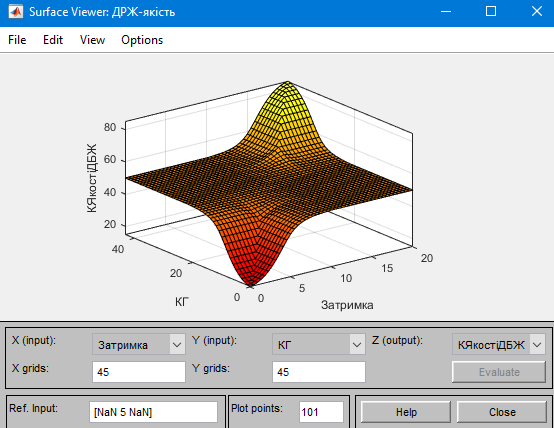 Surface Viewer: ДРЖ-якість
File Edit View Options
80
60
40
20
КЯкостіДБЖ
40
20
0
КГ
0
5
10
15
20
Затримка
X (input): Затримка Y (input): КГ Z (output): КЯкостіДБЖ
X grids: 45 Y grids: 45 Evaluate
Ref. Input: [NaN 5 NaN] Plot points: 101 Help Close